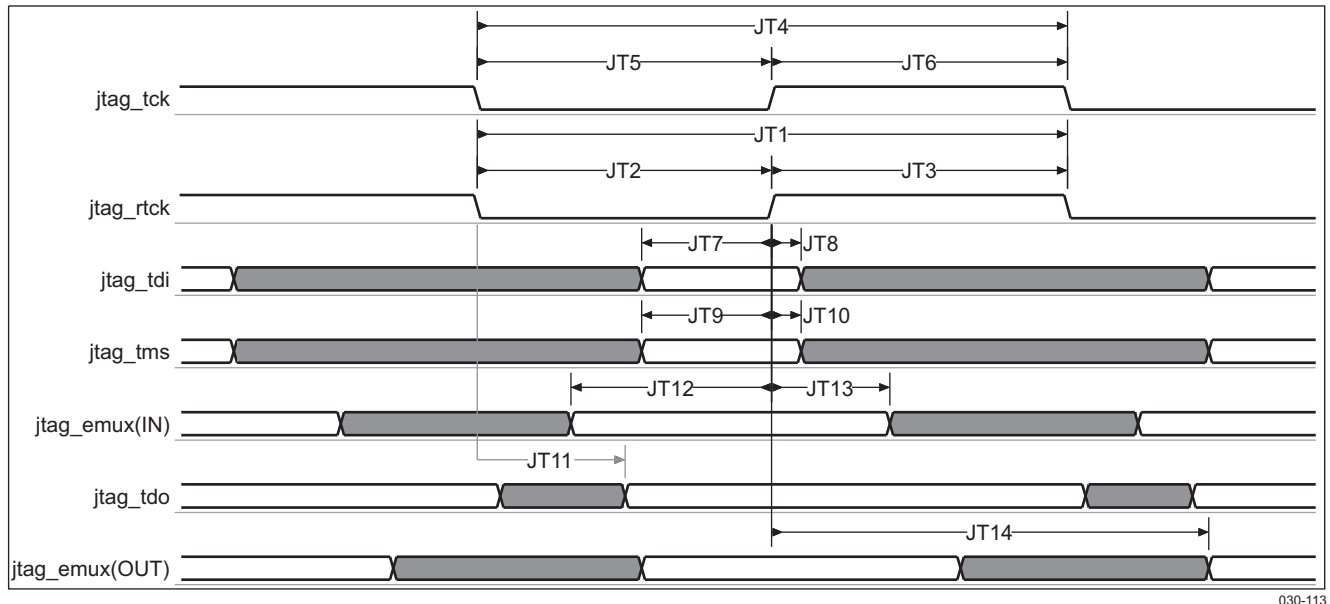 JT4
JT5 JT6
jtag_tck
JT1
JT2 JT3
jtag_rtck
JT7 JT8
jtag_tdi
JT9 JT10
jtag_tms
JT12 JT13
jtag_emux(IN)
JT11
jtag_tdo
JT14
jtag_emux(OUT)
030-113